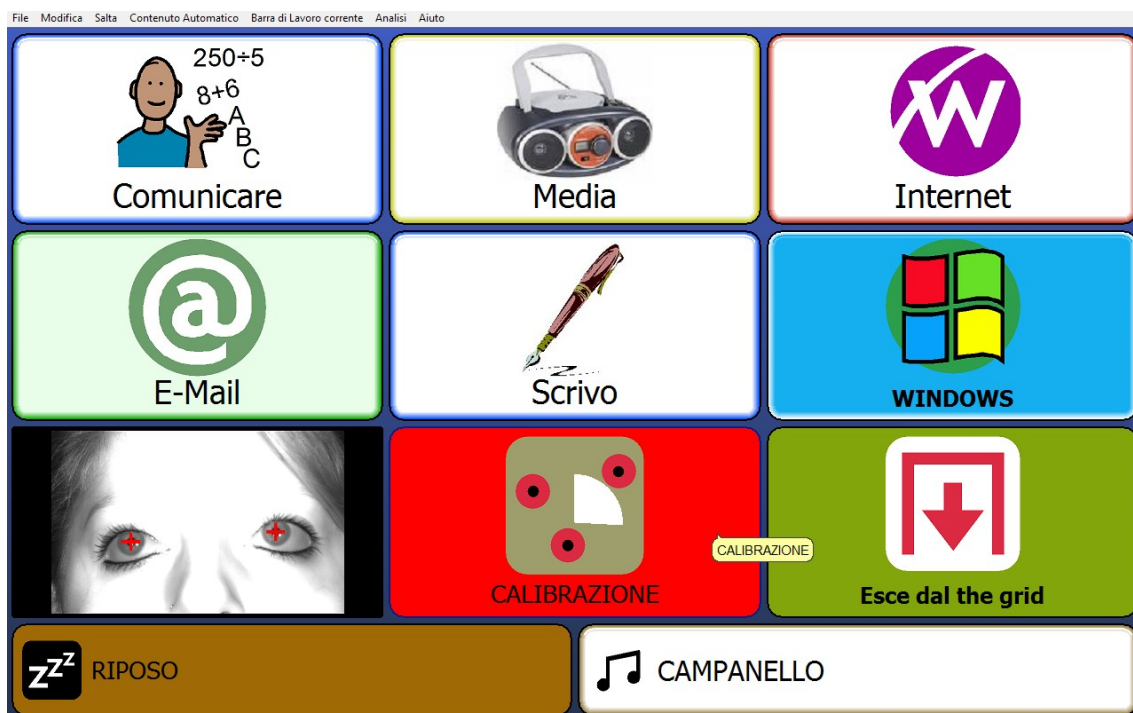 File Modifica Salta Contenuto Automatico Barra di Lavoro corrente Analisi Aiuto
250÷5
8+6
A
B
C
Comunicare
Media
W
Internet
@
E-Mail
Scrivo
WINDOWS
CALIBRAZIONE
CALIBRAZIONE
Esce dal the grid
zzz RIPOSO
CAMPANELLO